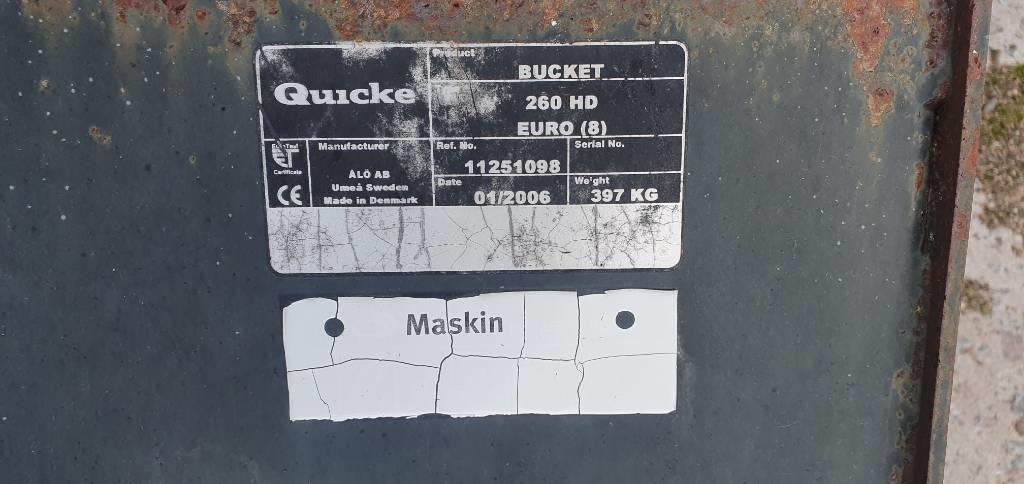 Quicke
Product
BUCKET
260 HD
EURO (8)
ET
Certificate
CE
Manufacturer
ÅLÖ AB
Umeå Sweden
Made in Denmark
Ref. No.
11251098
Serial No.
Date
01/2006
Weight
397 KG
Maskin